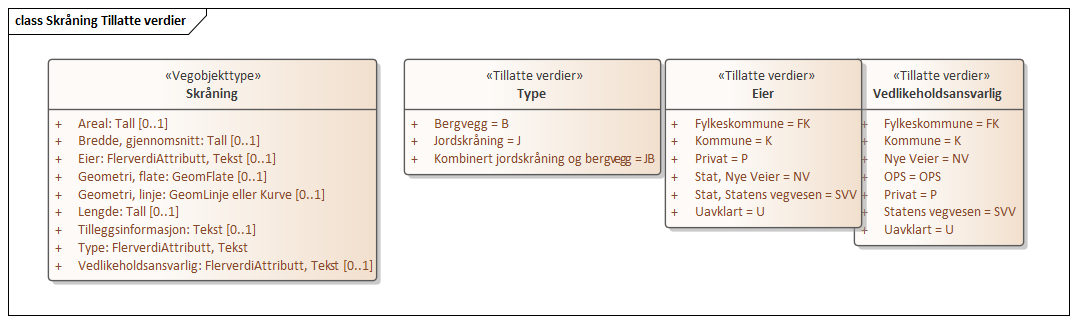 class Skråning Tillatte verdier
«Vegobjekttype»
Skråning
+ Areal: Tall [0..1]
+ Bredde, gjennomsnitt: Tall [0..1]
+ Eier: FlerverdiAttributt, Tekst [0..1]
+ Geometri, flate: GeomFlate [0..1]
+ Geometri, linje: GeomLinje eller Kurve [0..1]
+ Lengde: Tall [0..1]
+ Tilleggsinformasjon: Tekst [0..1]
+ Type: FlerverdiAttributt, Tekst
+ Vedlikeholdsansvarlig: FlerverdiAttributt, Tekst [0..1]
«Tillatte verdier»
Type
+ Bergvegg = B
+ Jordskråning = J
+ Kombinert jordskråning og bergvegg = JB
«Tillatte verdier»
Eier
+ Fylkeskommune = FK
+ Kommune = K
+ Privat = P
+ Stat, Nye Veier = NV
+ Stat, Statens vegvesen = SVV
+ Uavklart = U
«Tillatte verdier»
Vedlikeholdsansvarlig
+ Fylkeskommune = FK
+ Kommune = K
+ Nye Veier = NV
+ OPS = OPS
+ Privat = P
+ Statens vegvesen = SVV
+ Uavklart = U